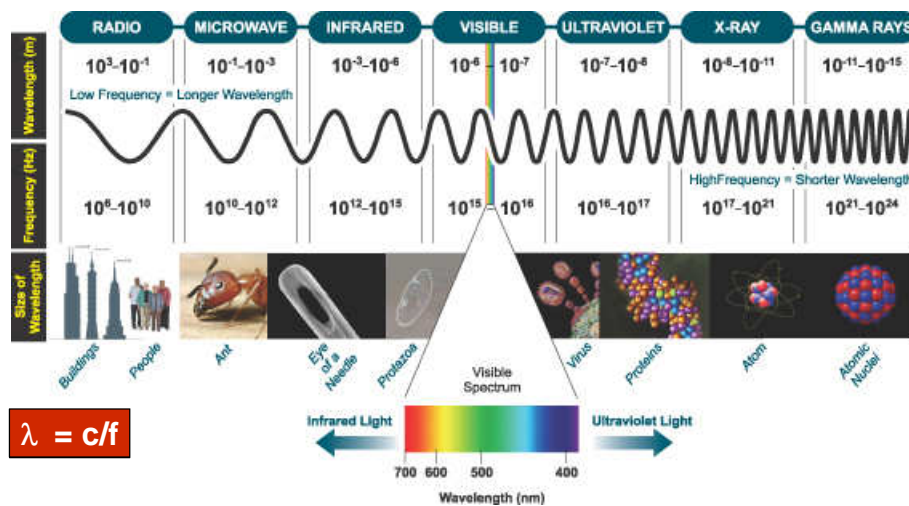 RADIO MICROWAVE INFRARED VISIBLE ULTRAVIOLET X-RAY GAMMA RAYS
Wavelength (m)
10³–10⁻¹ 10⁻¹–10⁻³ 10⁻³–10⁻⁶ 10⁻⁶ – 10⁻⁷ 10⁻⁷–10⁻⁸ 10⁻⁸–10⁻¹¹ 10⁻¹¹–10⁻¹⁵
Low Frequency = Longer Wavelength
HighFrequency = Shorter Wavelength
Frequency (Hz)
10⁶–10¹⁰ 10¹⁰–10¹² 10¹²–10¹⁵ 10¹⁵ – 10¹⁶ 10¹⁶–10¹⁷ 10¹⁷–10²¹ 10²¹–10²⁴
Size of
Wavelength
Buildings
People
Ant
Eye
of a
Needle
Protazoa
Virus
Proteins
Atom
Atomic
Nuclei
Visible
Spectrum
λ = c/f
Infrared Light
Ultraviolet Light
700 600 500 400
Wavelength (nm)